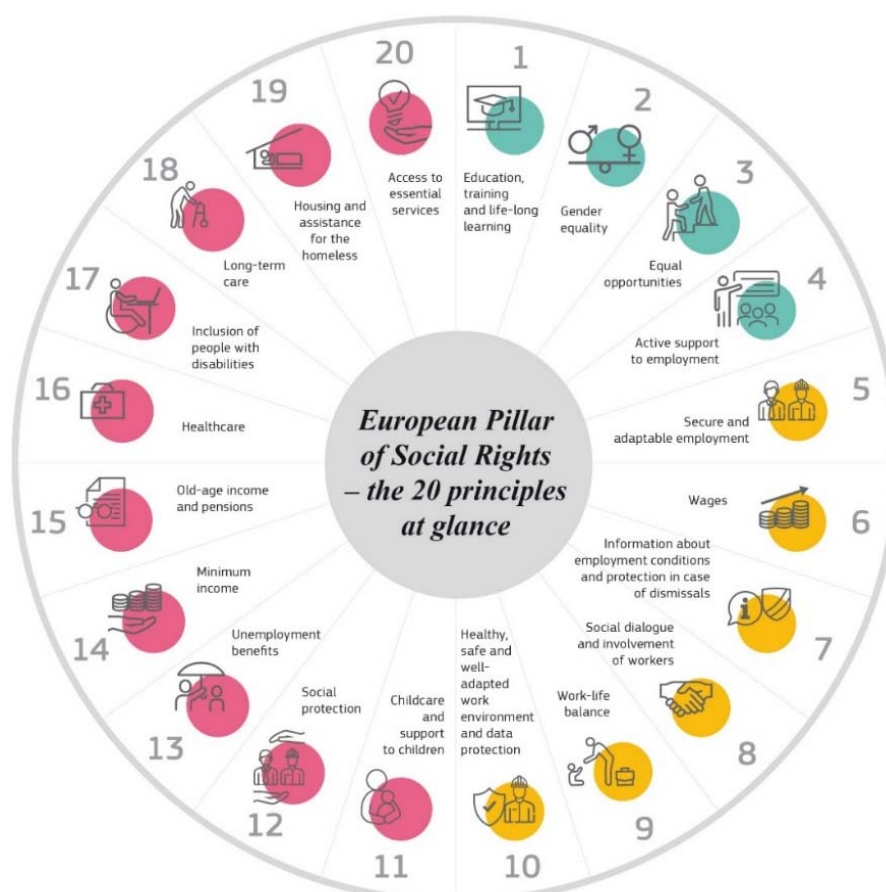 20
1
2
3
4
5
6
7
8
9
10
11
12
13
14
15
16
17
18
19
Access to
essential
services
Education,
training
and life-long
learning
Gender
equality
Equal
opportunities
Active support
to employment
Secure and
adaptable employment
Wages
Information about
employment conditions
and protection in case
of dismissals
i
Social dialogue
and involvement
of workers
Work-life
balance
Healthy,
safe and
well-
adapted
work
environment
and data
protection
Childcare
and
support
to children
Social
protection
Unemployment
benefits
Minimum
income
Old-age income
and pensions
Healthcare
Inclusion of
people with
disabilities
Long-term
care
Housing and
assistance
for the
homeless
European Pillar
of Social Rights
– the 20 principles
at glance